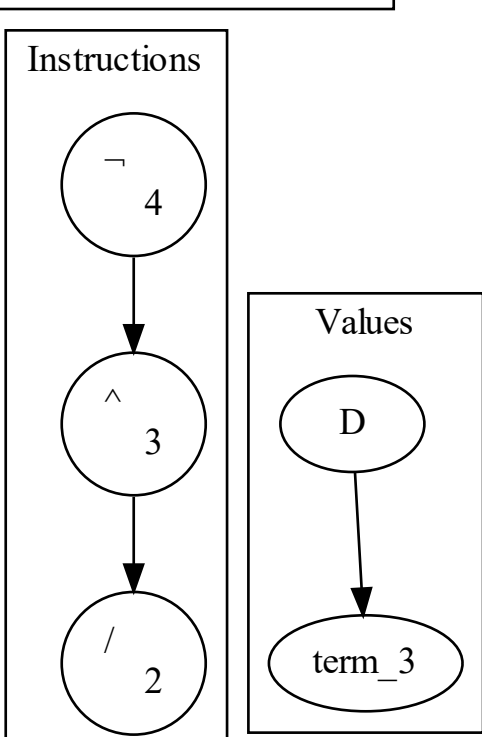 Instructions
¬
4
^
3
/
2
Values
D
term_3